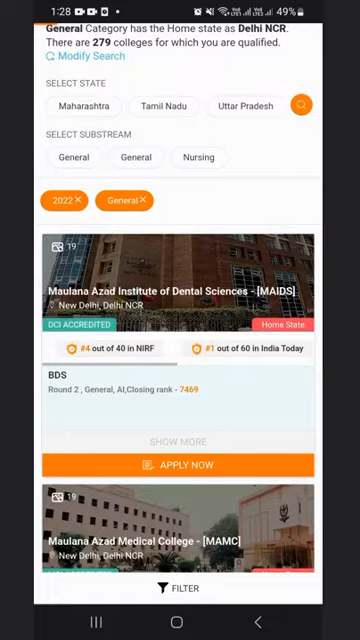 1:28
49%
General Category has the Home state as Delhi NCR.
There are 279 colleges for which you are qualified.
Modify Search
SELECT STATE
Maharashtra Tamil Nadu Uttar Pradesh
SELECT SUBSTREAM
General General Nursing
2022 × General ×
19
Maulana Azad Institute of Dental Sciences - [MAIDS]
New Delhi, Delhi NCR
DCI ACCREDITED Home State
#4 out of 40 in NIRF #1 out of 60 in India Today
BDS
Round 2 , General, AI,Closing rank - 7469
SHOW MORE
APPLY NOW
19
Maulana Azad Medical College - [MAMC]
New Delhi, Delhi NCR
FILTER